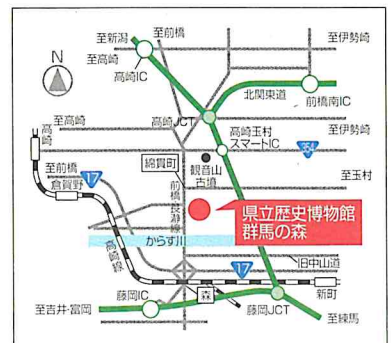 至新潟
至前橋
至伊勢崎
N
至高崎
高崎IC
北関東道
前橋南IC
高崎
至高崎
高崎JCT
高崎玉村
スマートIC
至伊勢崎
354
綿貫町
観音山
古墳
至前橋
17
倉賀野
至玉村
前橋長瀞線
県立歴史博物館
群馬の森
からす川
高崎線
17
旧中山道
藤岡IC
森
新町
至吉井・富岡
藤岡JCT
至練馬